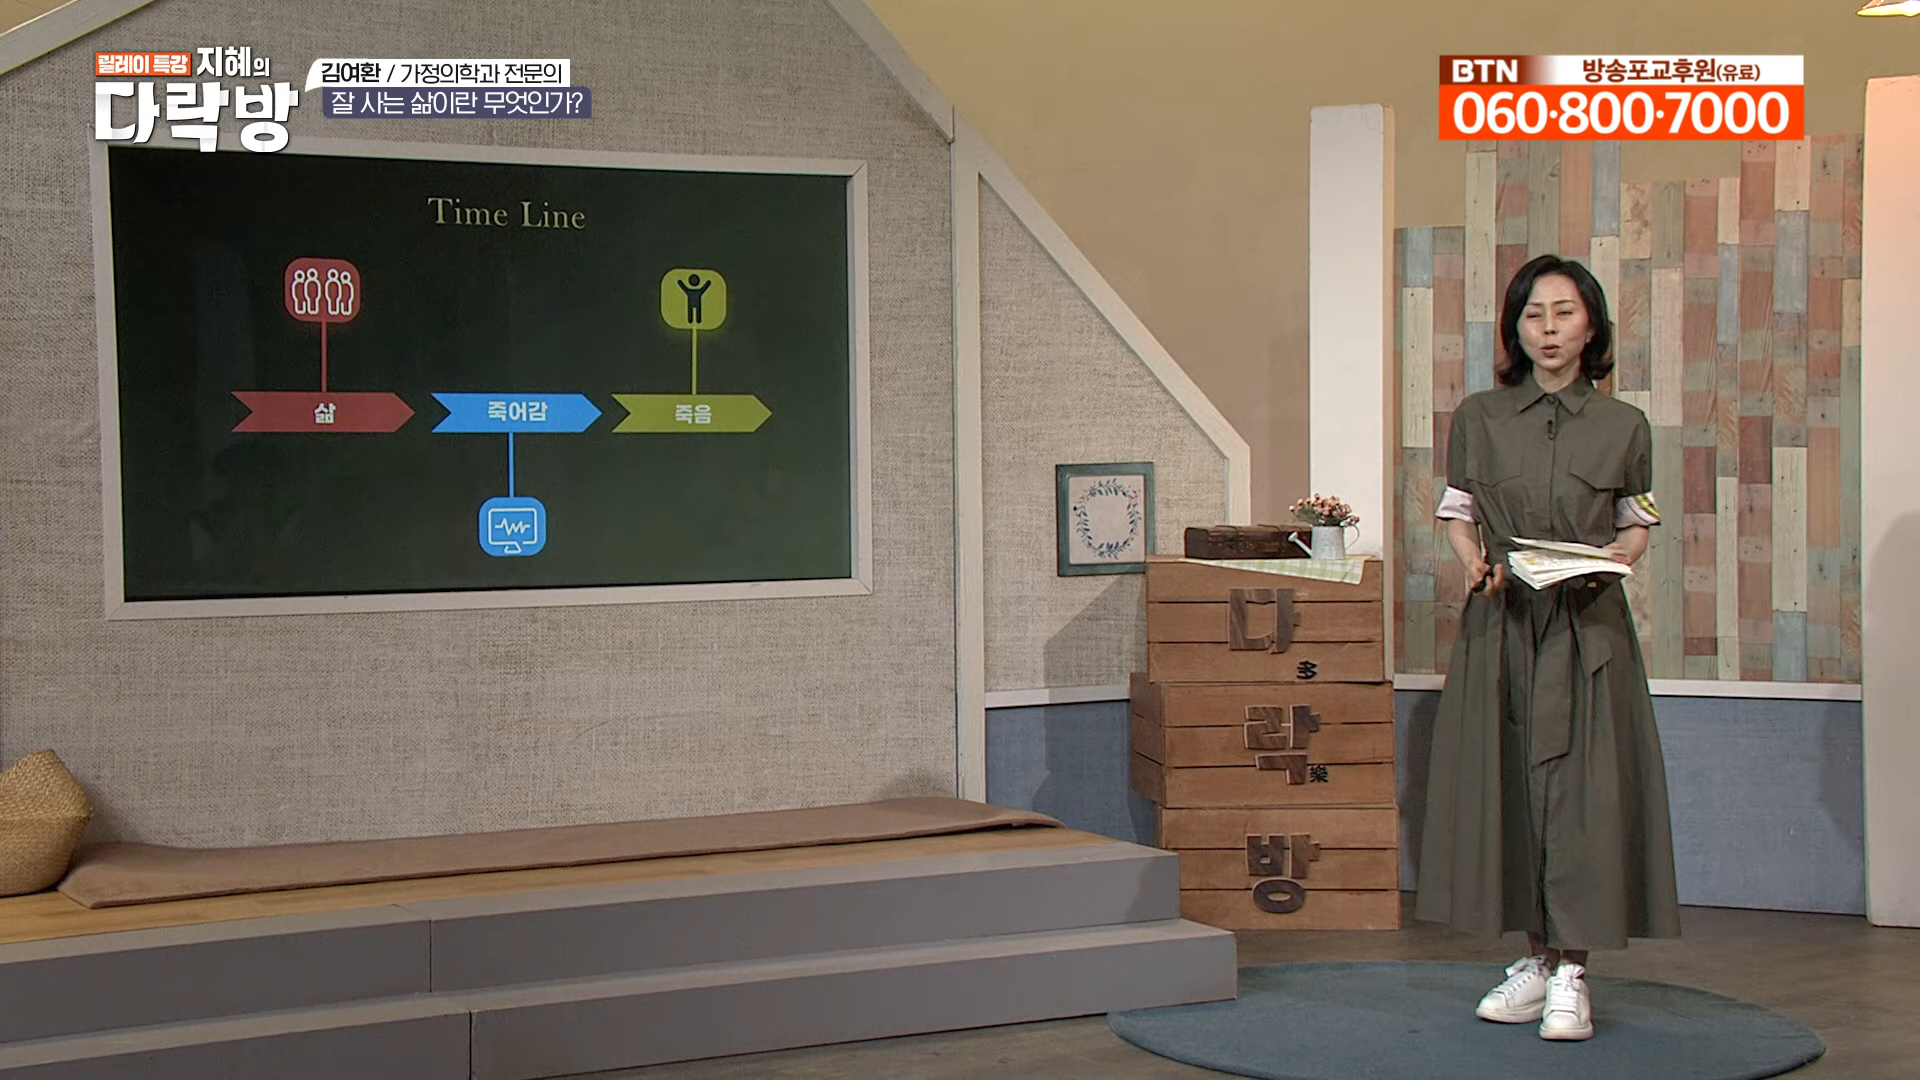 릴레이 특강 지혜의
다락방
김여환 / 가정의학과 전문의
잘 사는 삶이란 무엇인가?
BTN 방송포교후원(유료)
060·800·7000
Time Line
삶
죽어감
죽음
다
多
락
樂
방